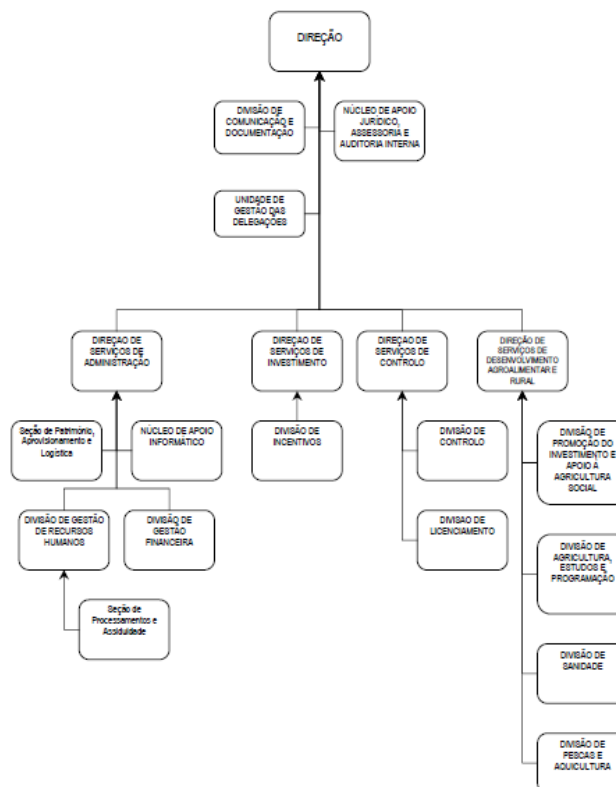 DIREÇÃO
DIVISÃO DE
COMUNICAÇÃO E
DOCUMENTAÇÃO
NÚCLEO DE APOIO
JURÍDICO,
ASSESSORIA E
AUDITORIA INTERNA
UNIDADE DE
GESTÃO DAS
DELEGAÇÕES
DIREÇAO DE
SERVIÇOS DE
ADMINISTRAÇÃO
DIREÇAO DE
SERVIÇOS DE
INVESTIMENTO
DIREÇAO DE
SERVIÇOS DE
CONTROLO
DIREÇÃO DE
SERVIÇOS DE
DESENVOLVIMENTO
AGROALIMENTAR E
RURAL
Seção de Património,
Aprovisionamento e
Logística
NÚCLEO DE APOIO
INFORMÁTICO
DIVISÃO DE
INCENTIVOS
DIVISÃO DE
CONTROLO
DIVISÃO DE
PROMOÇÃO DO
INVESTIMENTO E
APOIO A
AGRICULTURA
SOCIAL
DIVISÃO DE GESTÃO
DE RECURSOS
HUMANOS
DIVISÃO DE
GESTÃO
FINANCEIRA
DIVISAO DE
LICENCIAMENTO
DIVISÃO DE
AGRICULTURA,
ESTUDOS E
PROGRAMAÇÃO
Seção de
Processamentos e
Assiduidade
DIVISÃO DE
SANIDADE
DIVISÃO DE
PESCAS E
AQUICULTURA